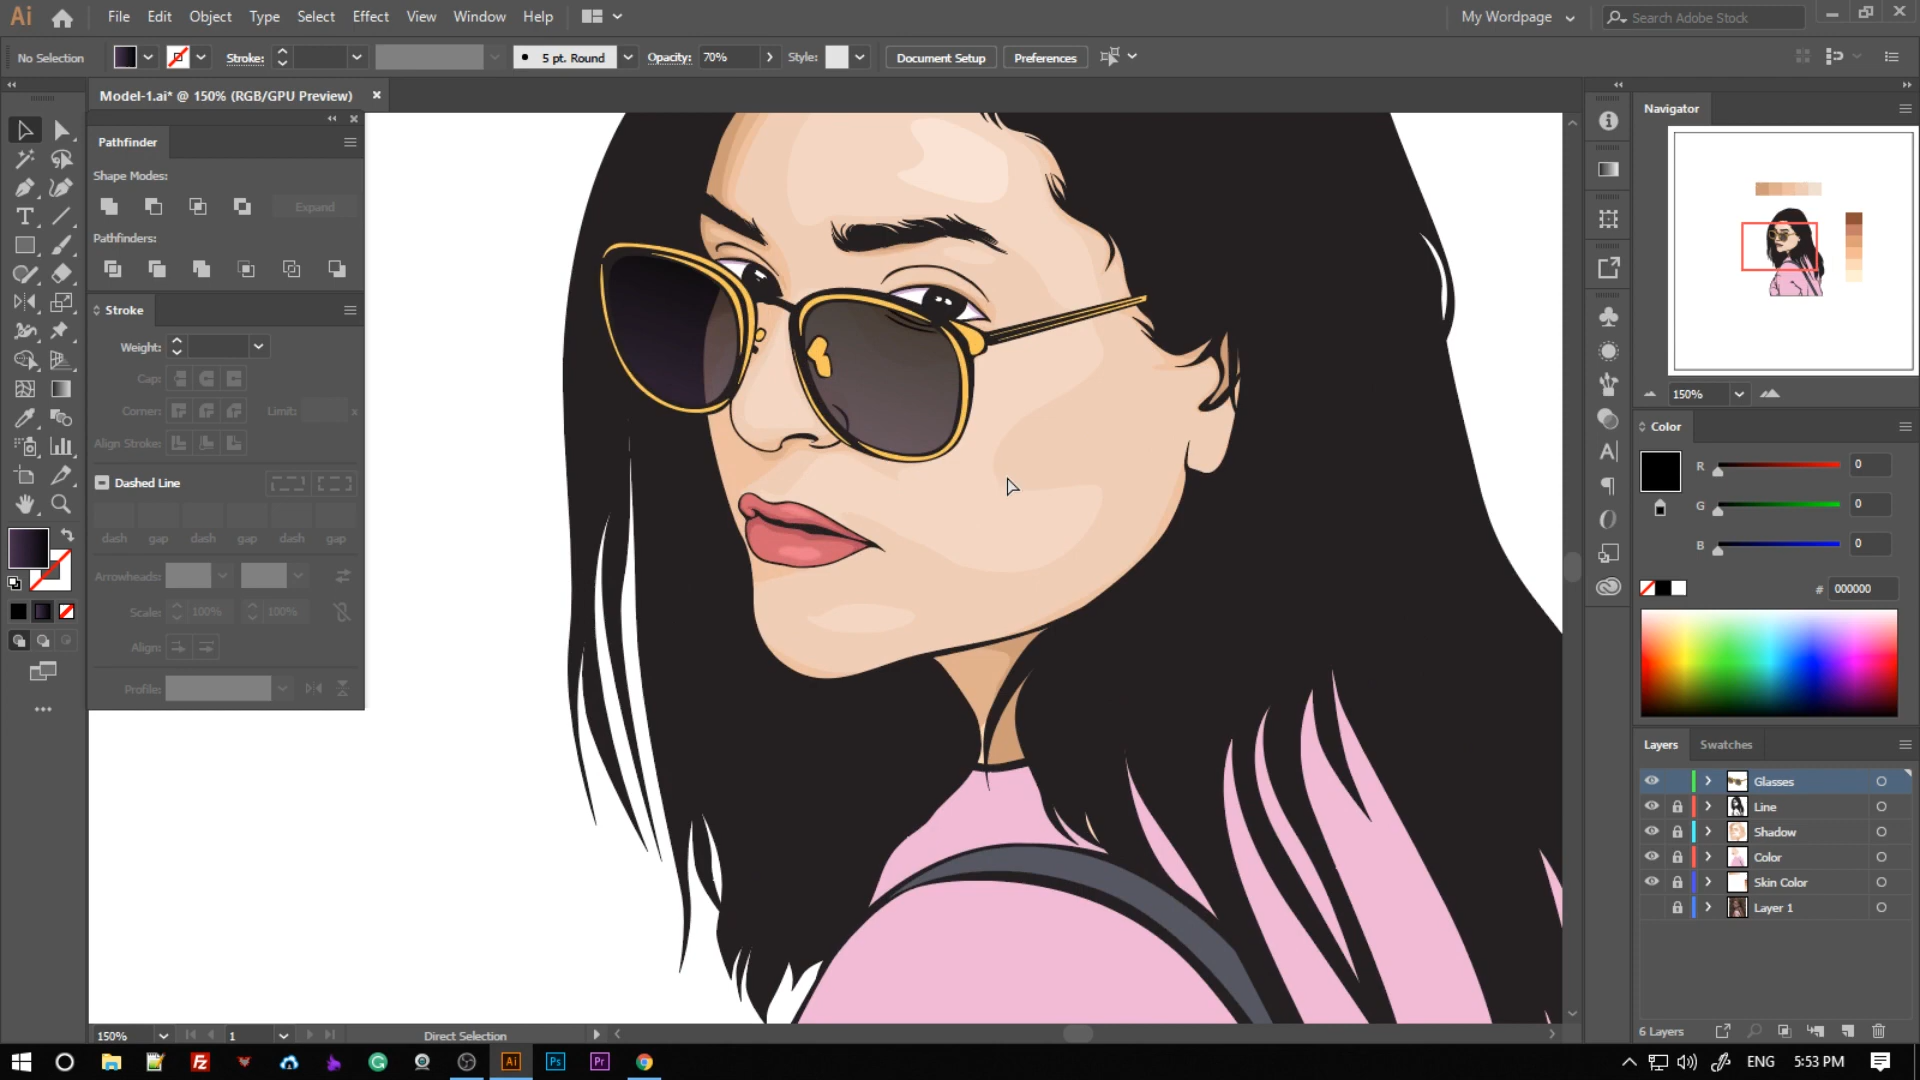 Ai File Edit Object Type Select Effect View Window Help My Wordpage Search Adobe Stock
No Selection Stroke: 5 pt. Round Opacity: 70% Style: Document Setup Preferences
Model-1.ai* @ 150% (RGB/GPU Preview)
Pathfinder
Shape Modes:
Expand
Pathfinders:
Stroke
Weight:
Cap:
Corner: Limit: x
Align Stroke:
Dashed Line
dash gap dash gap dash gap
Arrowheads:
Scale: 100% 100%
Align:
Profile:
Navigator
150%
Color
R 0
G 0
B 0
# 000000
Layers Swatches
Glasses
Line
Shadow
Color
Skin Color
Layer 1
6 Layers
150% 1 Direct Selection
Fz Ai Ps Pr ENG 5:53 PM